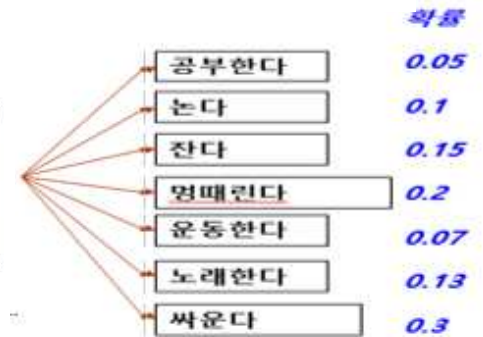 확률
공부한다 0.05
논다 0.1
잔다 0.15
멍때린다 0.2
운동한다 0.07
노래한다 0.13
싸운다 0.3